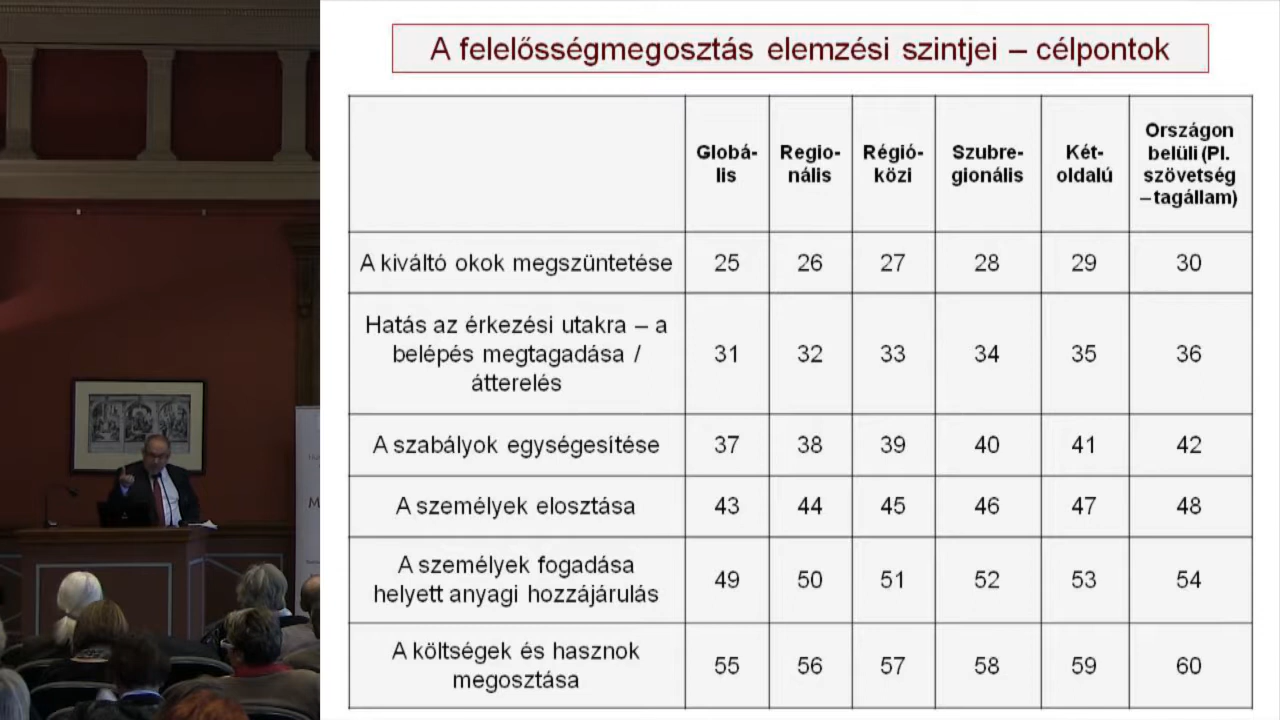 A felelősségmegosztás elemzési szintjei – célpontok
Globá-
lis
Regio-
nális
Régió-
közi
Szubre-
gionális
Két-
oldalú
Országon
belüli (Pl.
szövetség
– tagállam)
A kiváltó okok megszüntetése 25 26 27 28 29 30
Hatás az érkezési utakra – a
belépés megtagadása /
átterelés
31 32 33 34 35 36
A szabályok egységesítése 37 38 39 40 41 42
A személyek elosztása 43 44 45 46 47 48
A személyek fogadása
helyett anyagi hozzájárulás
49 50 51 52 53 54
A költségek és hasznok
megosztása
55 56 57 58 59 60